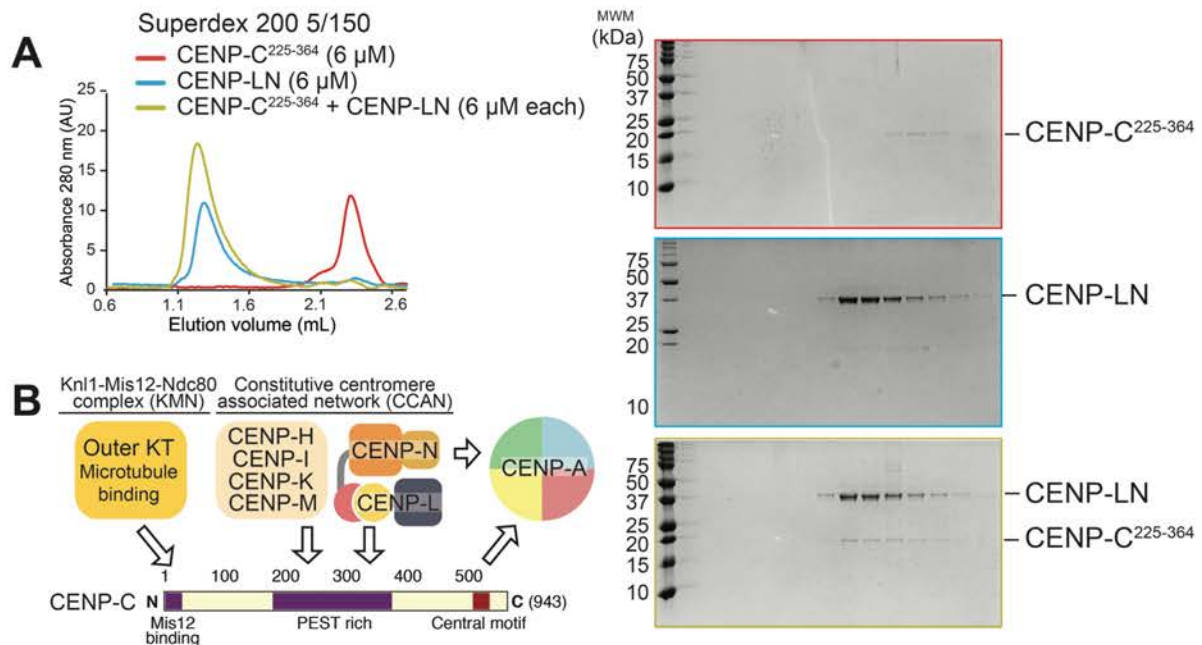 A
Superdex 200 5/150
CENP-C225-364 (6 µM)
CENP-LN (6 µM)
CENP-C225-364 + CENP-LN (6 µM each)
Absorbance 280 nm (AU)
25
20
15
10
5
0
0.6 1.1 1.6 2.1 2.6
Elution volume (mL)
MWM
(kDa)
75
50
37
25
20
15
10
CENP-C225-364
75
50
37
25
20
10
CENP-LN
75
50
37
25
20
15
10
CENP-LN
CENP-C225-364
B
Knl1-Mis12-Ndc80
complex (KMN)
Constitutive centromere
associated network (CCAN)
Outer KT
Microtubule
binding
CENP-H
CENP-I
CENP-K
CENP-M
CENP-N
CENP-L
CENP-A
1 100 200 300 400 500
CENP-C N C (943)
Mis12
binding
PEST rich
Central motif